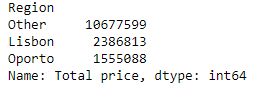 Region
Other 10677599
Lisbon 2386813
Oporto 1555088
Name: Total price, dtype: int64